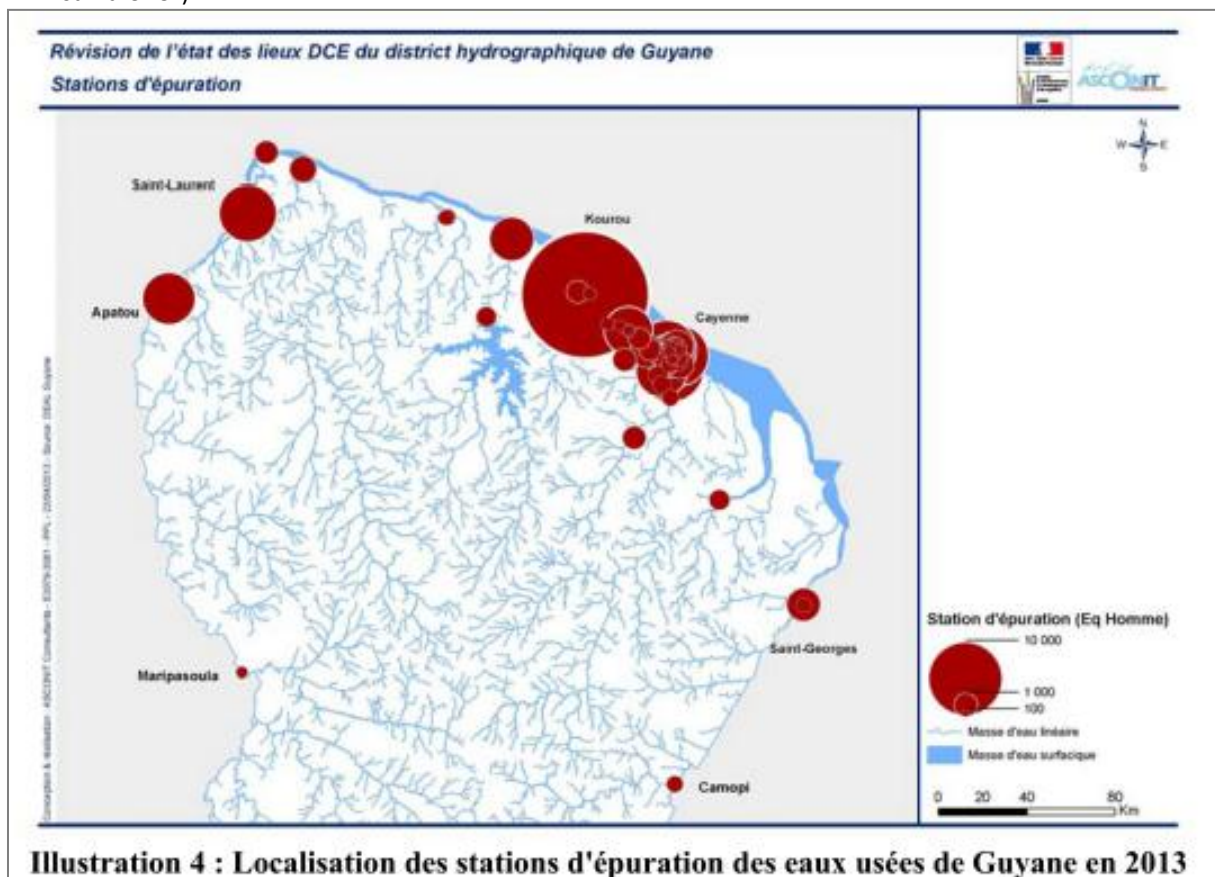 Révision de l'état des lieux DCE du district hydrographique de Guyane
Stations d'épuration
ASCONIT
N
W E
S
Saint-Laurent
Kourou
Apatou
Cayenne
Saint-Georges
Maripasoula
Camopi
Station d'épuration (Eq Homme)
10 000
1 000
100
Masse d'eau linéaire
Masse d'eau surfacique
0 20 40 80
Km
Illustration 4 : Localisation des stations d'épuration des eaux usées de Guyane en 2013